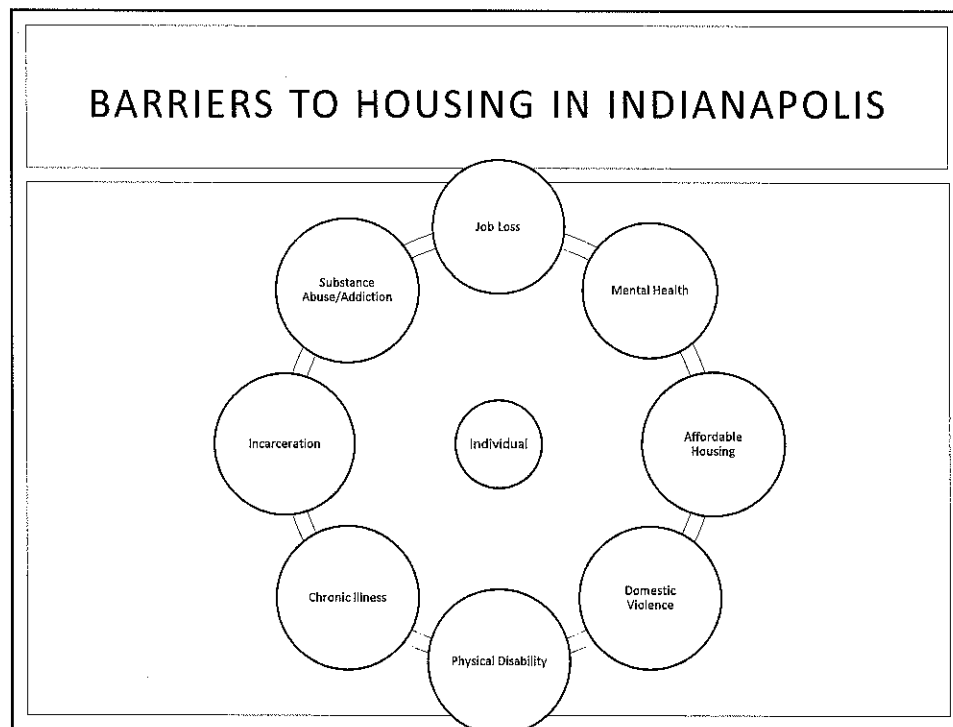 BARRIERS TO HOUSING IN INDIANAPOLIS
Job Loss
Mental Health
Affordable
Housing
Domestic
Violence
Physical Disability
Chronic Illness
Incarceration
Substance
Abuse/Addiction
Individual